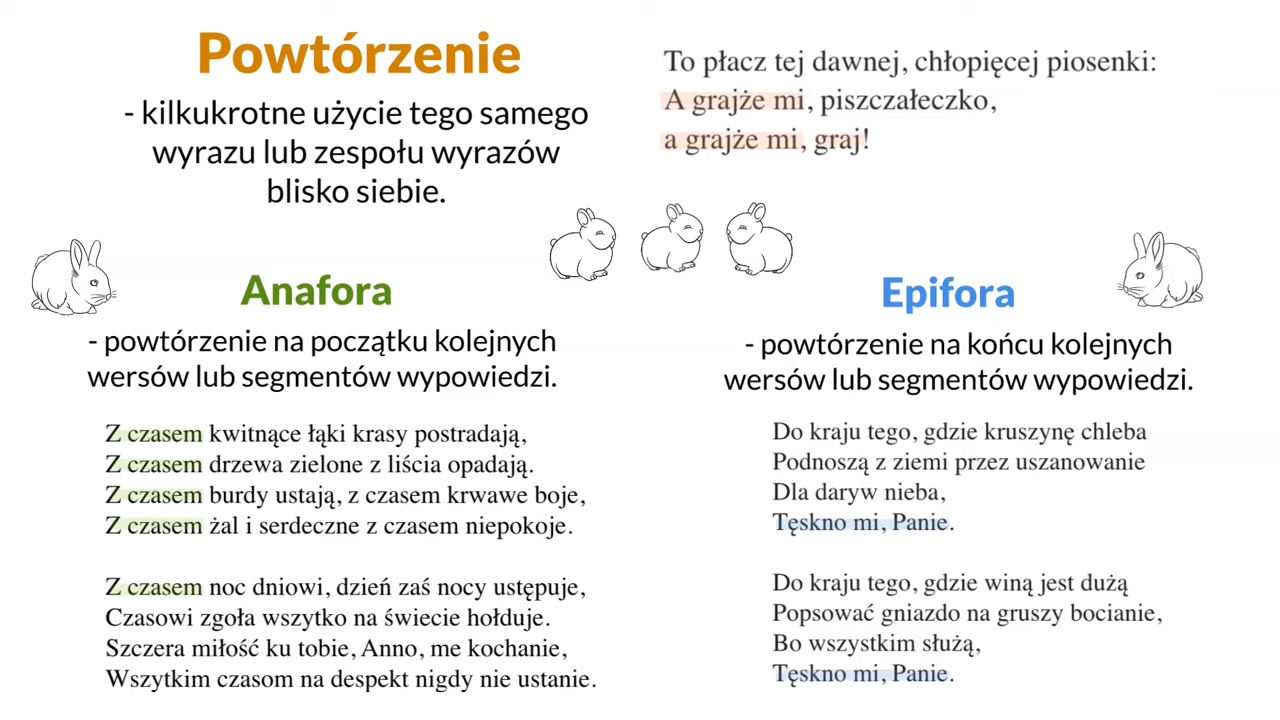 Powtórzenie
- kilkukrotne użycie tego samego
wyrazu lub zespołu wyrazów
blisko siebie.
To płacz tej dawnej, chłopięcej piosenki:
A grajże mi, piszczałeczko,
a grajże mi, graj!
Anafora
- powtórzenie na początku kolejnych
wersów lub segmentów wypowiedzi.
Z czasem kwitnące łąki krasy postradają,
Z czasem drzewa zielone z liścia opadają.
Z czasem burdy ustają, z czasem krwawe boje,
Z czasem żal i serdeczne z czasem niepokoje.
Z czasem noc dniowi, dzień zaś nocy ustępuje,
Czasowi zgoła wszytko na świecie hołduje.
Szczera miłość ku tobie, Anno, me kochanie,
Wszytkim czasom na despekt nigdy nie ustanie.
Epifora
- powtórzenie na końcu kolejnych
wersów lub segmentów wypowiedzi.
Do kraju tego, gdzie kruszynę chleba
Podnoszą z ziemi przez uszanowanie
Dla daryw nieba,
Tęskno mi, Panie.
Do kraju tego, gdzie winą jest dużą
Popsować gniazdo na gruszy bocianie,
Bo wszystkim służą,
Tęskno mi, Panie.